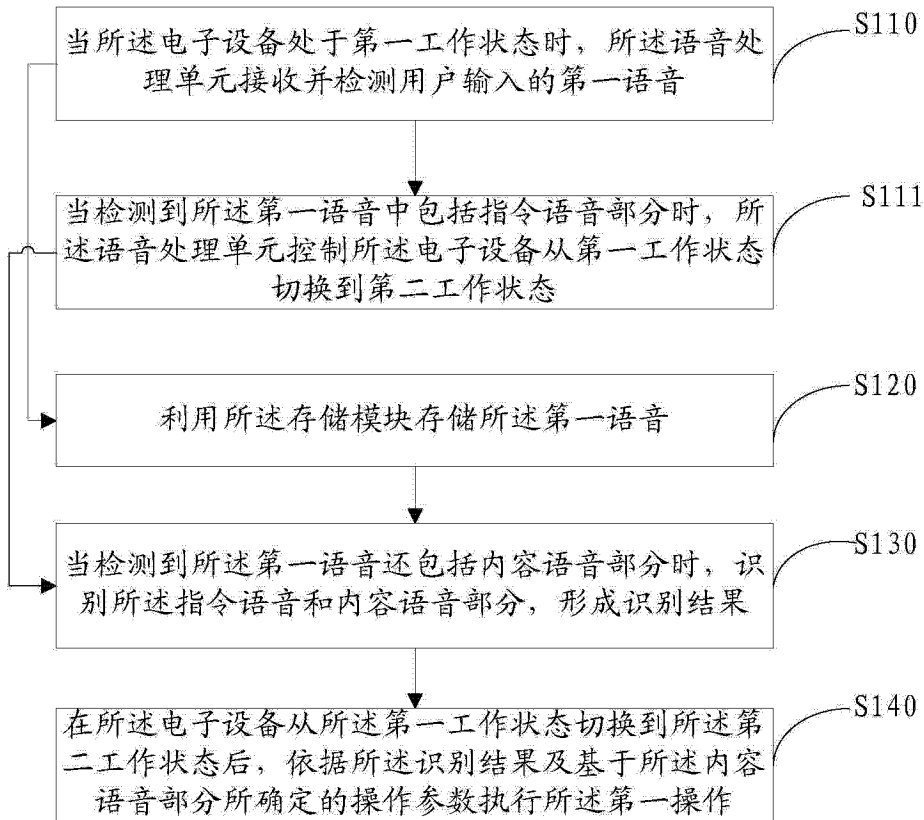 当所述电子设备处于第一工作状态时，所述语音处
理单元接收并检测用户输入的第一语音
S110
当检测到所述第一语音中包括指令语音部分时，所
述语音处理单元控制所述电子设备从第一工作状态
切换到第二工作状态
S111
利用所述存储模块存储所述第一语音
S120
当检测到所述第一语音还包括内容语音部分时，识
别所述指令语音和内容语音部分，形成识别结果
S130
在所述电子设备从所述第一工作状态切换到所述第
二工作状态后，依据所述识别结果及基于所述内容
语音部分所确定的操作参数执行所述第一操作
S140